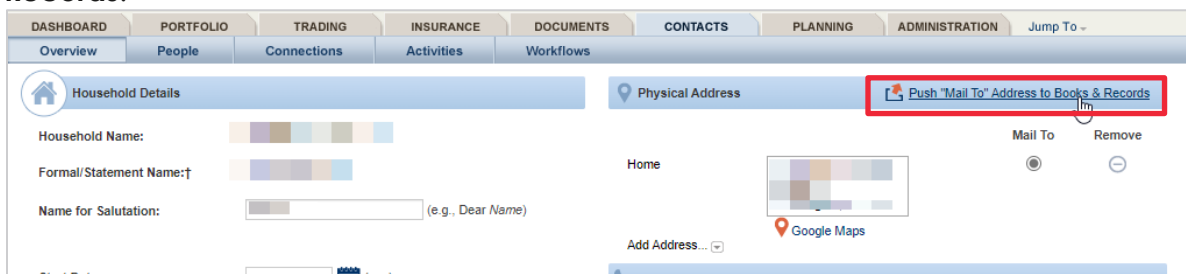 DASHBOARD PORTFOLIO TRADING INSURANCE DOCUMENTS CONTACTS PLANNING ADMINISTRATION Jump To
Overview People Connections Activities Workflows
Household Details
Physical Address
Push "Mail To" Address to Books & Records
Mail To Remove
Household Name:
Home
Formal/Statement Name:†
Name for Salutation: (e.g., Dear Name)
Google Maps
Add Address...